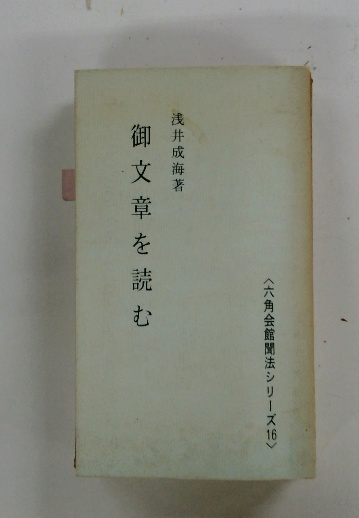 〈六角会館聞法シリーズ16〉
浅井成海著
御文章を読む